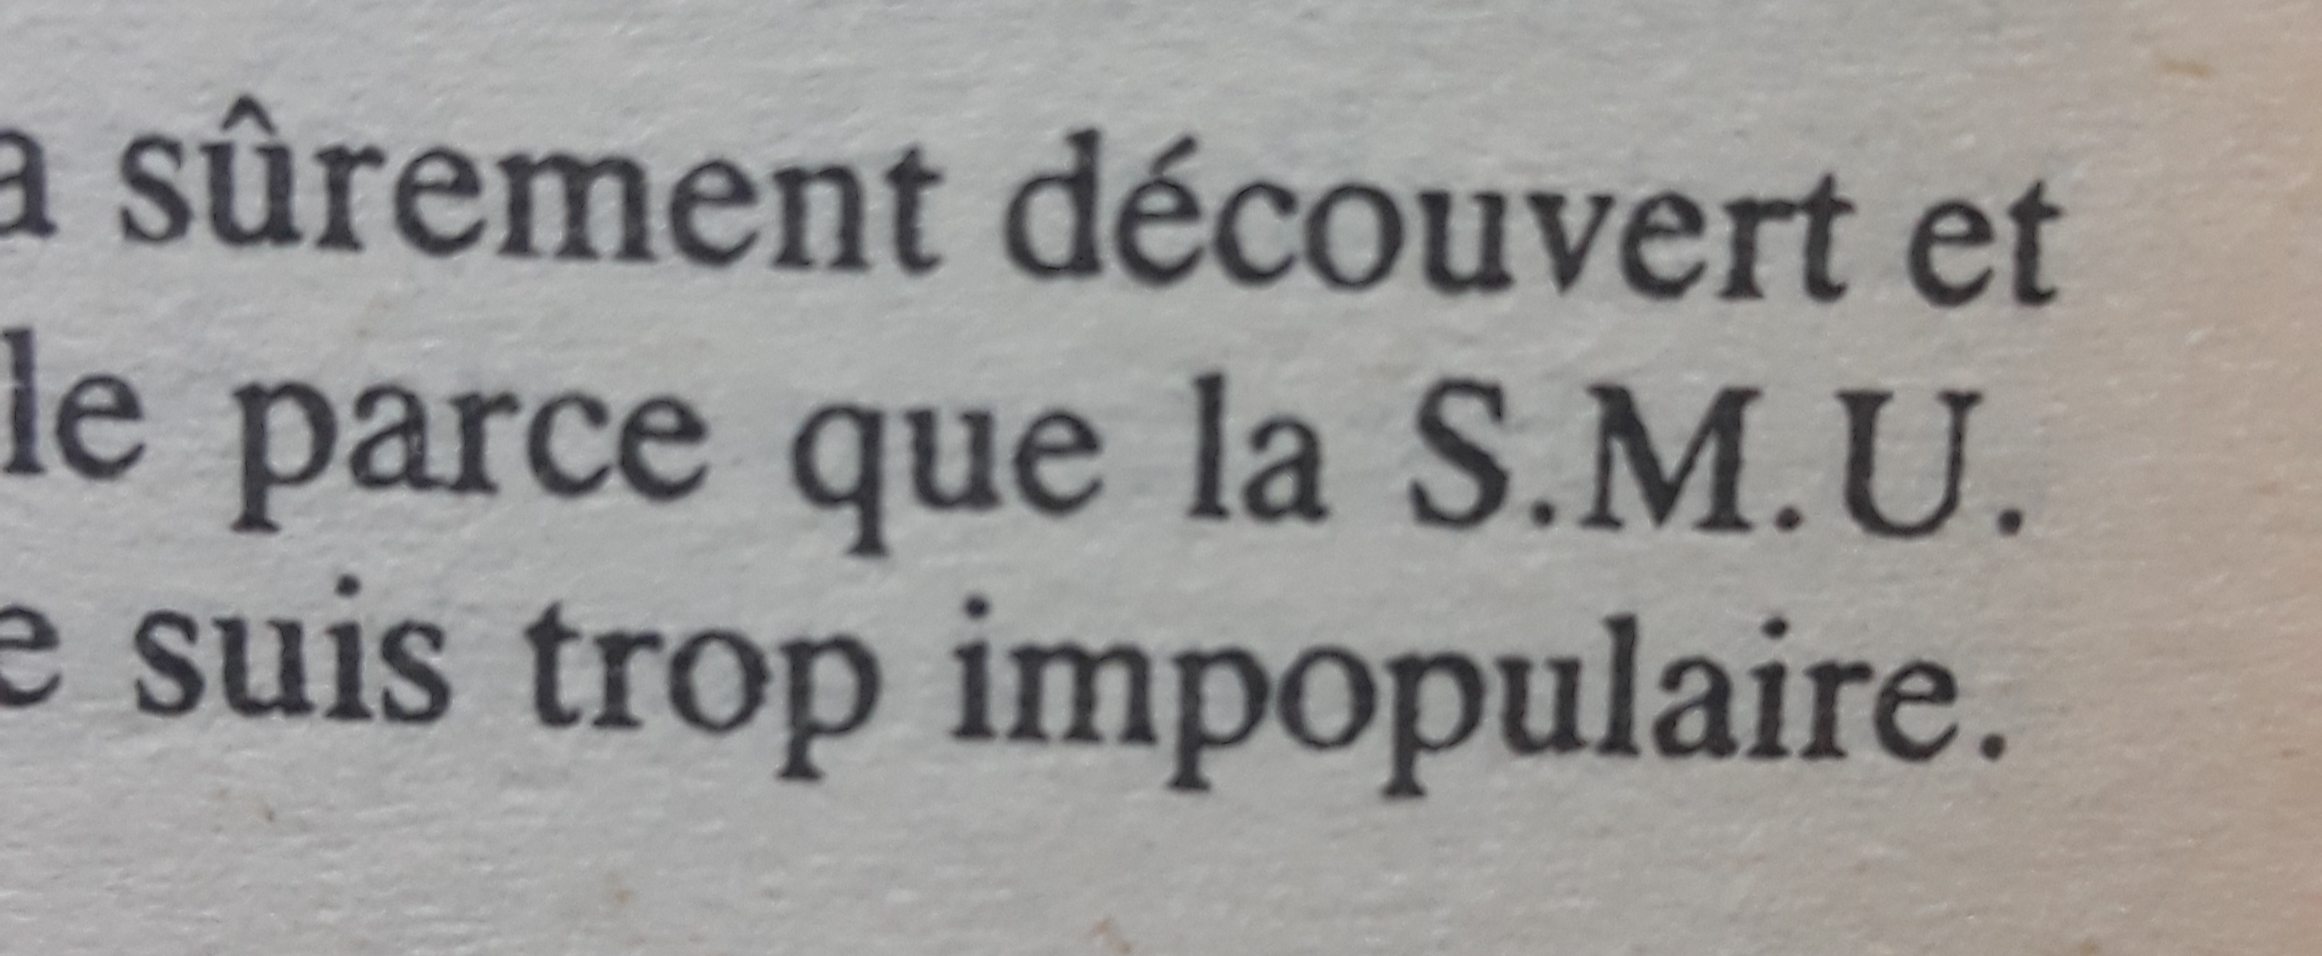 a sûrement découvert et
le parce que la S.M.U.
e suis trop impopulaire.